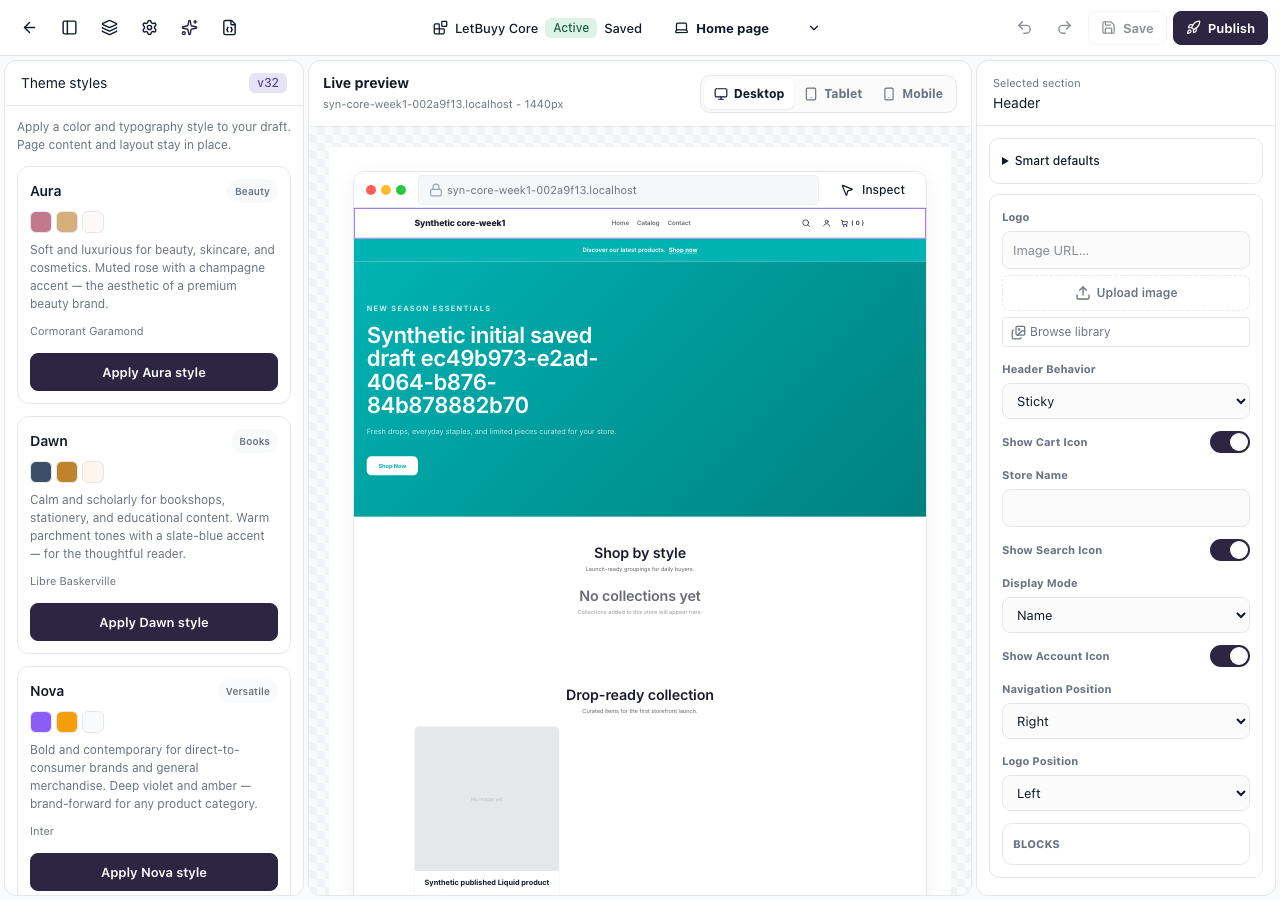 LetBuyy Core Active Saved Home page Save Publish
Theme styles v32
Apply a color and typography style to your draft.
Page content and layout stay in place.
Aura Beauty
Soft and luxurious for beauty, skincare, and
cosmetics. Muted rose with a champagne
accent — the aesthetic of a premium
beauty brand.
Cormorant Garamond
Apply Aura style
Dawn Books
Calm and scholarly for bookshops,
stationery, and educational content. Warm
parchment tones with a slate-blue accent
— for the thoughtful reader.
Libre Baskerville
Apply Dawn style
Nova Versatile
Bold and contemporary for direct-to-
consumer brands and general
merchandise. Deep violet and amber —
brand-forward for any product category.
Inter
Apply Nova style
Live preview
syn-core-week1-002a9f13.localhost - 1440px
Desktop Tablet Mobile
syn-core-week1-002a9f13.localhost Inspect
Synthetic core-week1 Home Catalog Contact ( 0 )
Discover our latest products. Shop now
NEW SEASON ESSENTIALS
Synthetic initial saved
draft ec49b973-e2ad-
4064-b876-
84b878882b70
Fresh drops, everyday staples, and limited pieces curated for your store.
Shop Now
Shop by style
Launch-ready groupings for daily buyers.
No collections yet
Collections added to this store will appear here.
Drop-ready collection
Curated items for the first storefront launch.
No image yet
Synthetic published Liquid product
Selected section
Header
Smart defaults
Logo
Image URL...
Upload image
Browse library
Header Behavior
Sticky
Show Cart Icon
Store Name
Show Search Icon
Display Mode
Name
Show Account Icon
Navigation Position
Right
Logo Position
Left
BLOCKS